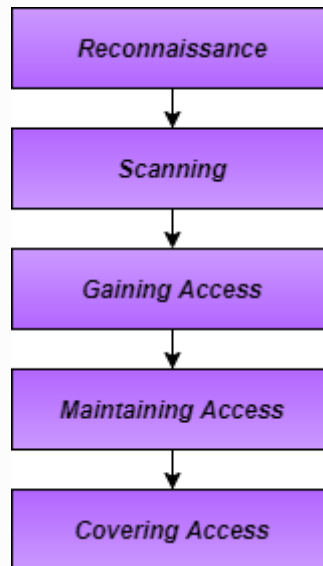 Reconnaissance
Scanning
Gaining Access
Maintaining Access
Covering Access